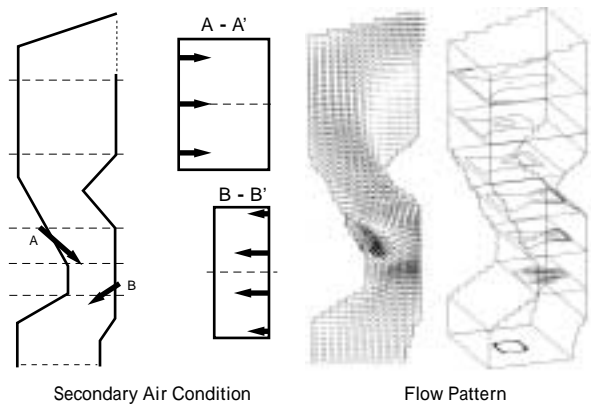 A - A'
B - B'
A
B
Secondary Air Condition
Flow Pattern